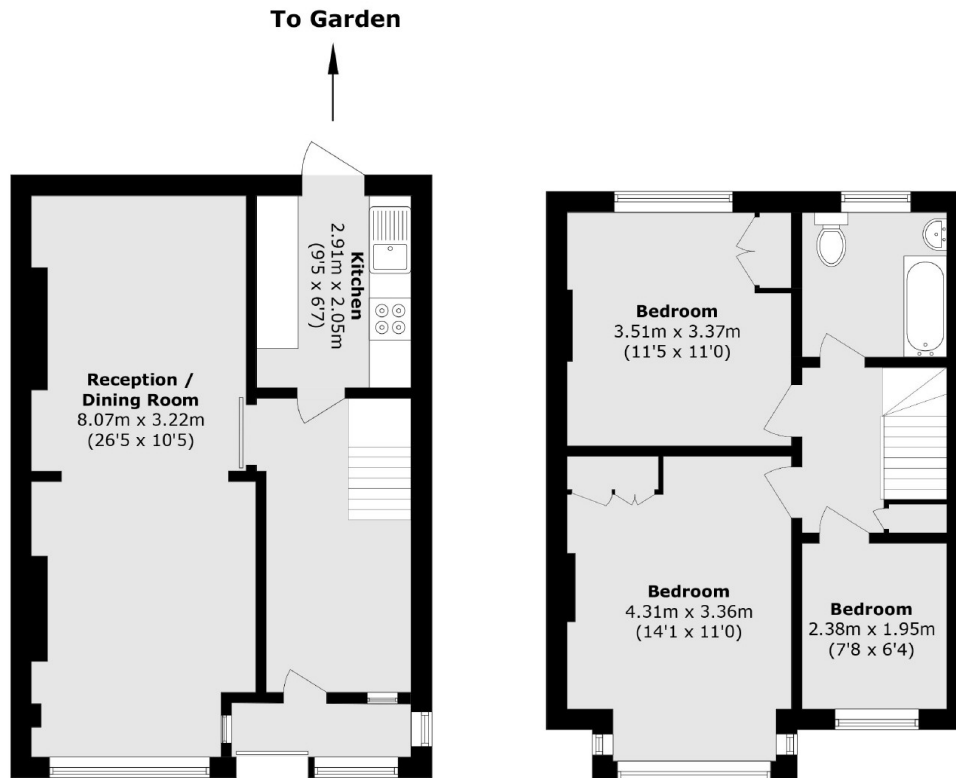 To Garden
Kitchen
2.91m x 2.05m
(9'5 x 6'7)
Reception /
Dining Room
8.07m x 3.22m
(26'5 x 10'5)
Bedroom
3.51m x 3.37m
(11'5 x 11'0)
Bedroom
4.31m x 3.36m
(14'1 x 11'0)
Bedroom
2.38m x 1.95m
(7'8 x 6'4)